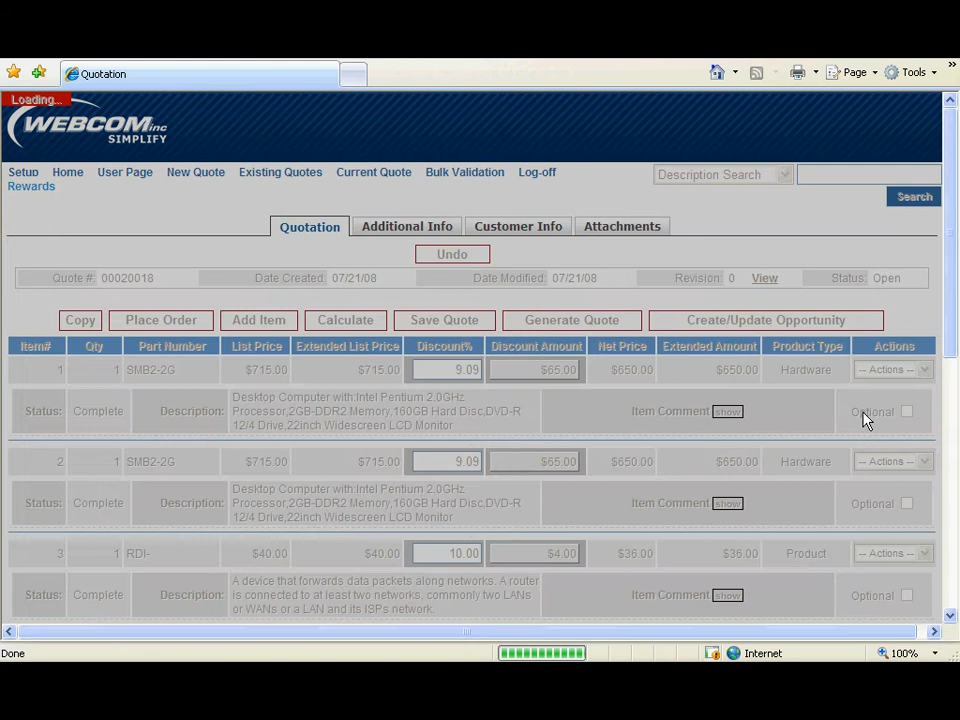 Quotation
Page
Tools
»
Loading...
WEBCOMinc
SIMPLIFY
Setup Home User Page New Quote Existing Quotes Current Quote Bulk Validation Log-off
Rewards
Description Search
Search
Quotation Additional Info Customer Info Attachments
Undo
Quote #: 00020018 Date Created: 07/21/08 Date Modified: 07/21/08 Revision: 0 View Status: Open
Copy Place Order Add Item Calculate Save Quote Generate Quote Create/Update Opportunity
Item# Qty Part Number List Price Extended List Price Discount% Discount Amount Net Price Extended Amount Product Type Actions
1 1 SMB2-2G $715.00 $715.00 9.09 $65.00 $650.00 $650.00 Hardware -- Actions --
Desktop Computer with:Intel Pentium 2.0GHz
Status: Complete Description: Processor,2GB-DDR2 Memory,160GB Hard Disc,DVD-R Item Comment show Optional
12/4 Drive,22inch Widescreen LCD Monitor
2 1 SMB2-2G $715.00 $715.00 9.09 $65.00 $650.00 $650.00 Hardware -- Actions --
Desktop Computer with:Intel Pentium 2.0GHz
Status: Complete Description: Processor,2GB-DDR2 Memory,160GB Hard Disc,DVD-R Item Comment show Optional
12/4 Drive,22inch Widescreen LCD Monitor
3 1 RDI- $40.00 $40.00 10.00 $4.00 $36.00 $36.00 Product -- Actions --
A device that forwards data packets along networks. A router
Status: Complete Description: is connected to at least two networks, commonly two LANs Item Comment show Optional
or WANs or a LAN and its ISPs network.
Done Internet 100%